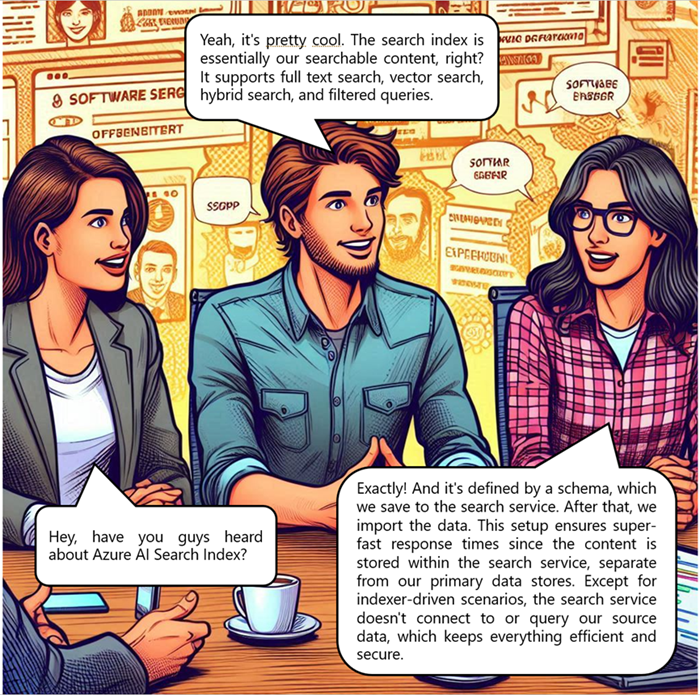 Yeah, it's pretty cool. The search index is
essentially our searchable content, right?
It supports full text search, vector search,
hybrid search, and filtered queries.
SOFTWARE SERG
OFFBENSITERT
SSOPP
Hey, have you guys heard
about Azure AI Search Index?
Exactly! And it's defined by a schema, which
we save to the search service. After that, we
import the data. This setup ensures super-
fast response times since the content is
stored within the search service, separate
from our primary data stores. Except for
indexer-driven scenarios, the search service
doesn't connect to or query our source
data, which keeps everything efficient and
secure.